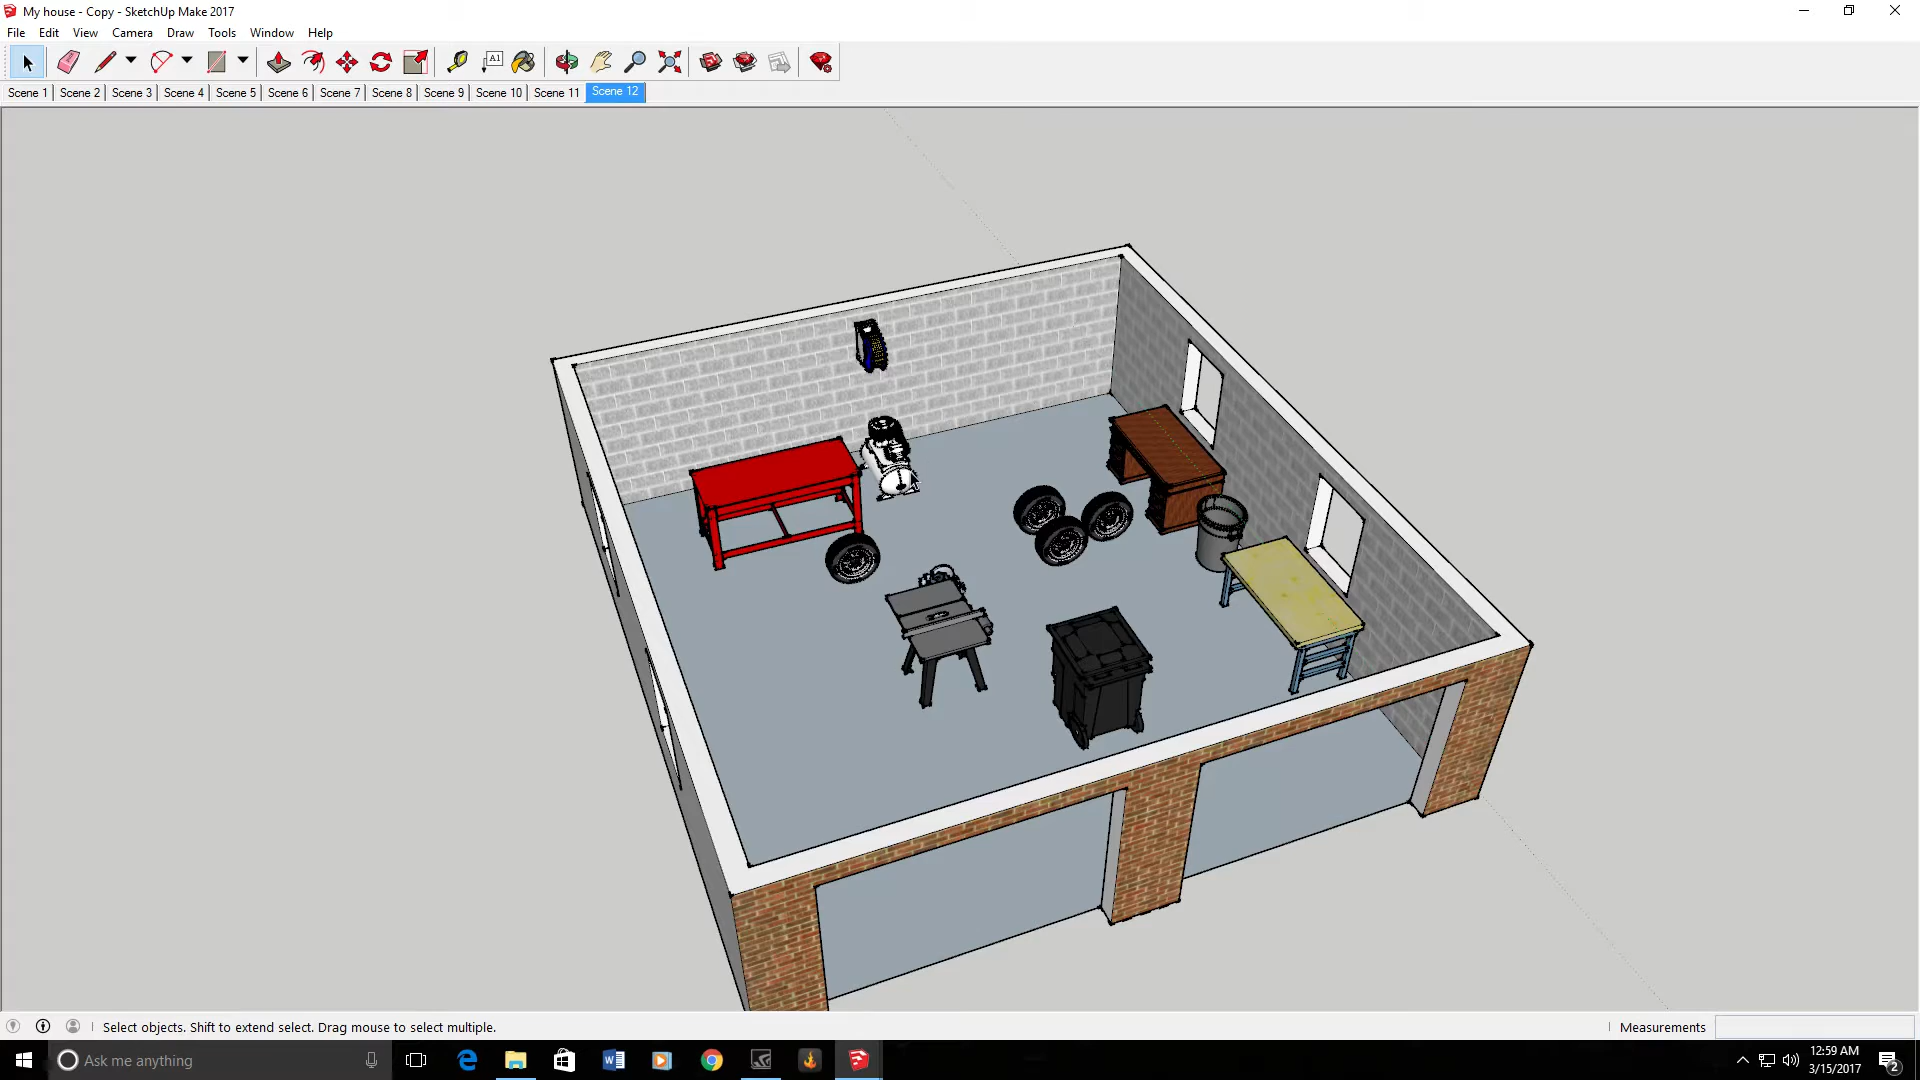 My house - Copy - SketchUp Make 2017
File Edit View Camera Draw Tools Window Help
A1
Scene 1 Scene 2 Scene 3 Scene 4 Scene 5 Scene 6 Scene 7 Scene 8 Scene 9 Scene 10 Scene 11 Scene 12
Select objects. Shift to extend select. Drag mouse to select multiple.
Measurements
Ask me anything
12:59 AM
3/15/2017
2